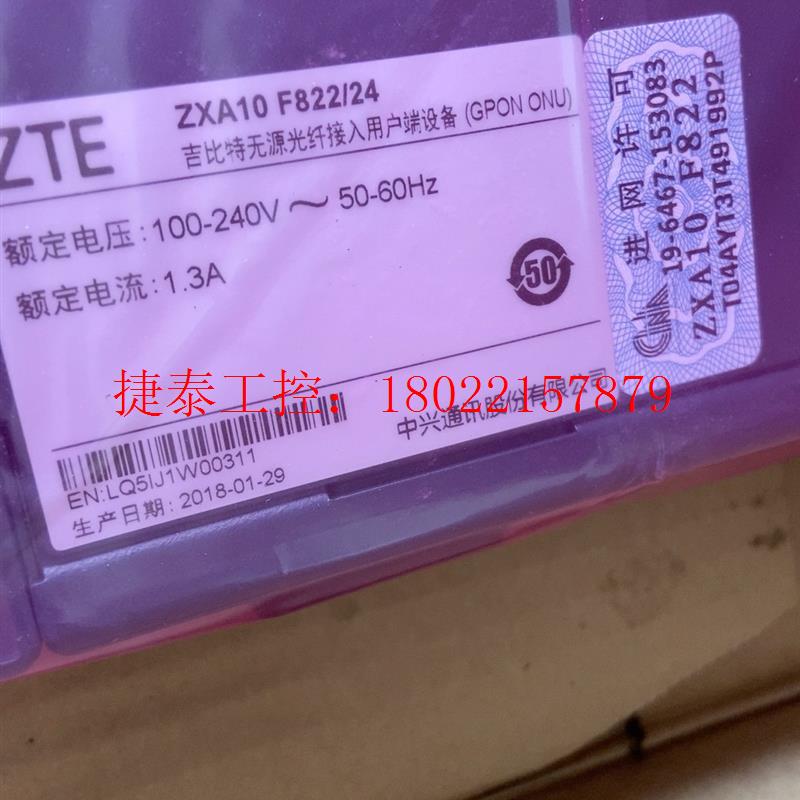 ZTE
ZXA10 F822/24
吉比特无源光纤接入用户端设备 (GPON ONU)
额定电压: 100-240V ～ 50-60Hz
额定电流: 1.3A
50
捷泰工控: 18022157879
中兴通讯股份有限公司
EN:LQ5IJ1W00311
生产日期: 2018-01-29
进网许可
19-6467-153083
ZXA10 F822
T04AYT3T491992P